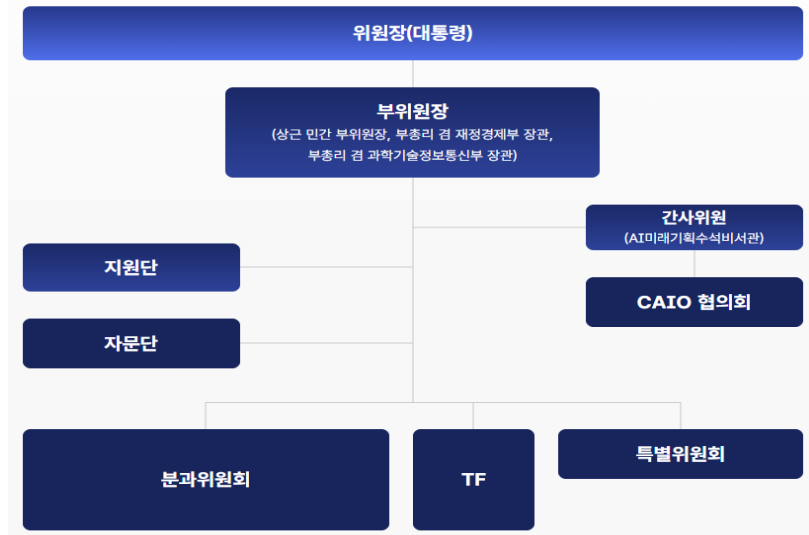 위원장(대통령)
부위원장
(상근 민간 부위원장, 부총리 겸 재정경제부 장관,
부총리 겸 과학기술정보통신부 장관)
간사위원
(AI미래기획수석비서관)
지원단
CAIO 협의회
자문단
분과위원회
TF
특별위원회